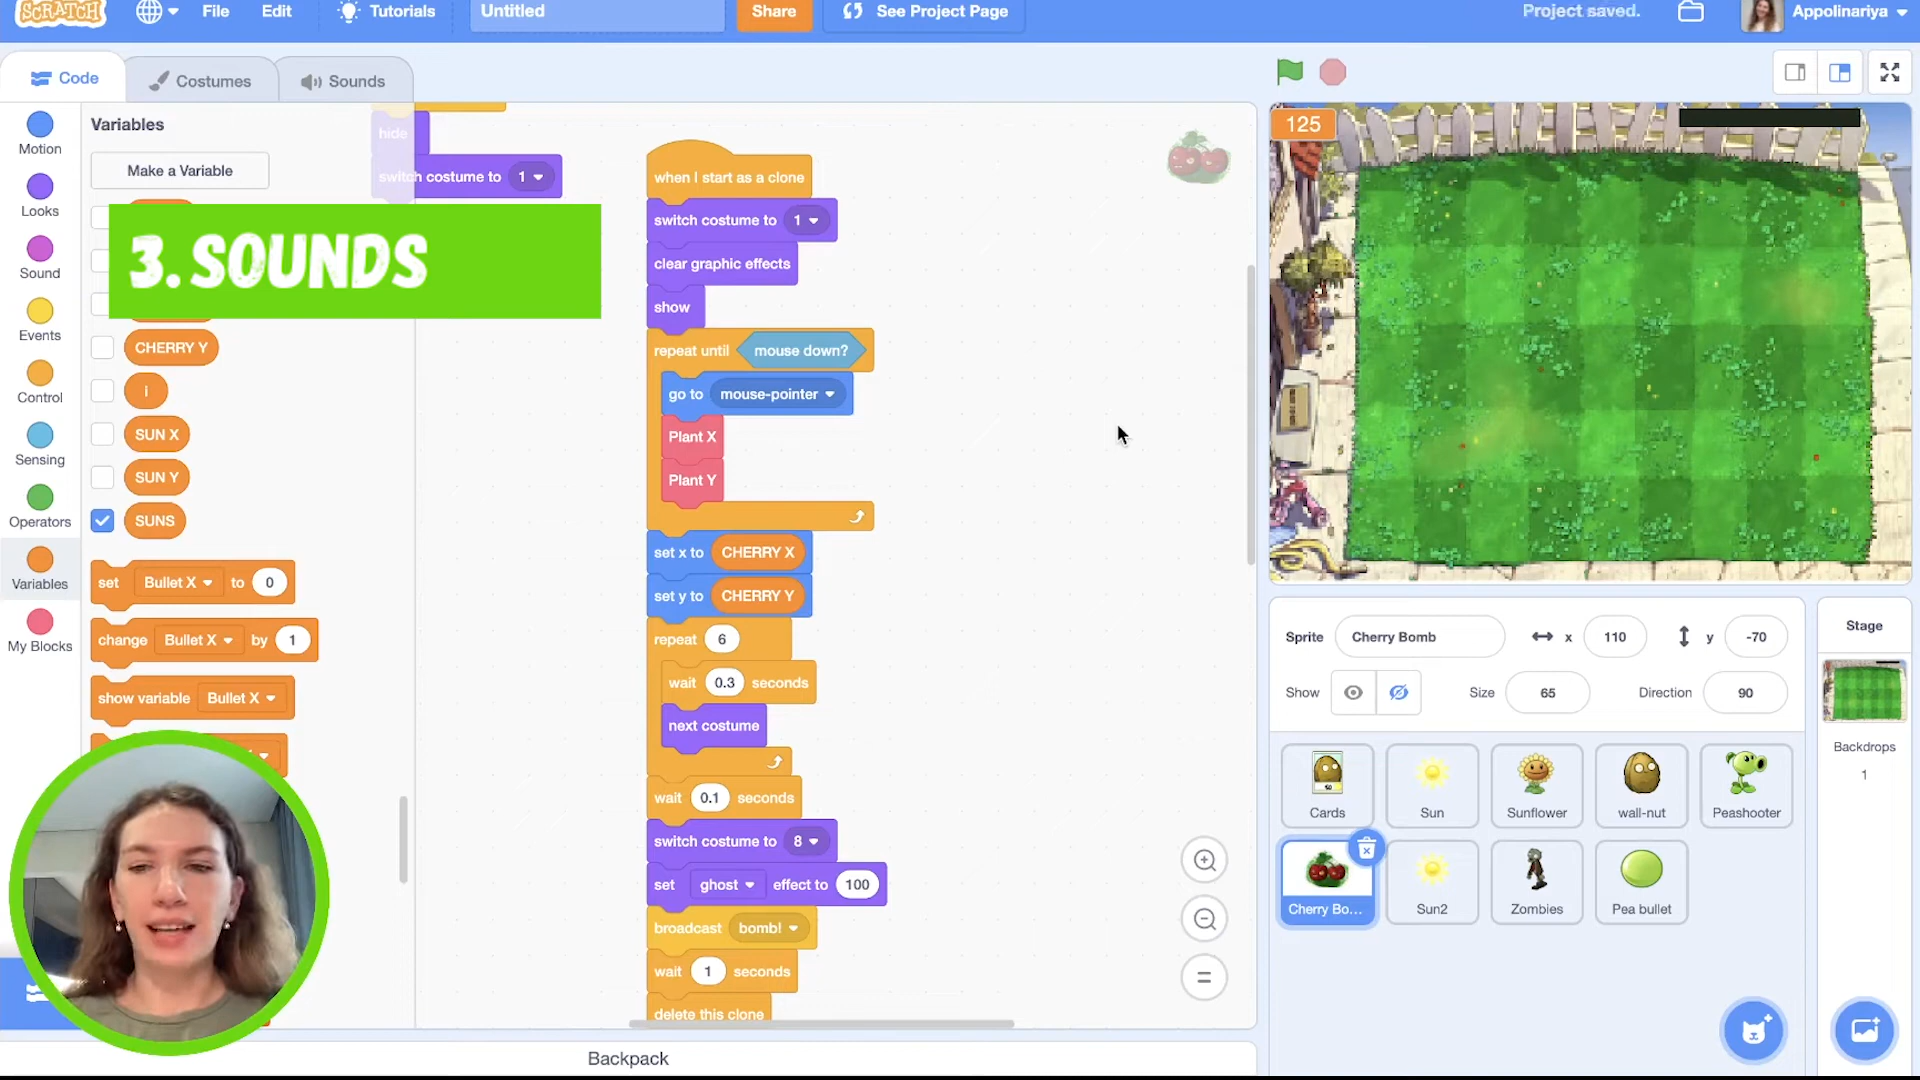 SCRATCH
File
Edit
Tutorials
Untitled
Share
See Project Page
Project saved.
Appolinariya
Code
Costumes
Sounds
Motion
Looks
Sound
Events
Control
Sensing
Operators
Variables
My Blocks
Variables
Make a Variable
3. SOUNDS
CHERRY Y
i
SUN X
SUN Y
SUNS
set Bullet X to 0
change Bullet X by 1
show variable Bullet X
hide
switch costume to 1
when I start as a clone
switch costume to 1
clear graphic effects
show
repeat until mouse down?
go to mouse-pointer
Plant X
Plant Y
set x to CHERRY X
set y to CHERRY Y
repeat 6
wait 0.3 seconds
next costume
wait 0.1 seconds
switch costume to 8
set ghost effect to 100
broadcast bomb!
wait 1 seconds
delete this clone
Backpack
125
Sprite Cherry Bomb x 110 y -70
Show Size 65 Direction 90
Cards
Sun
Sunflower
wall-nut
Peashooter
Cherry Bo...
Sun2
Zombies
Pea bullet
Stage
Backdrops
1
50